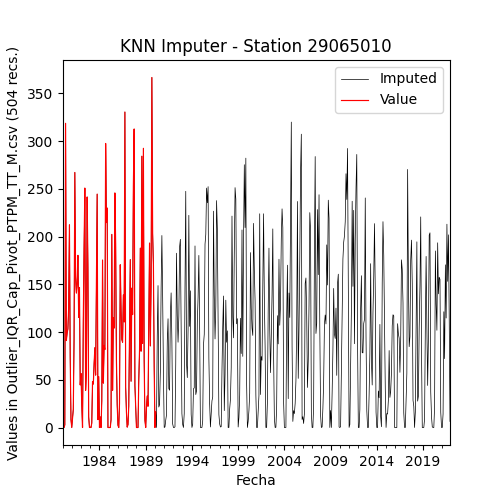 KNN Imputer - Station 29065010
Imputed
Value
Values in Outlier_IQR_Cap_Pivot_PTPM_TT_M.csv (504 recs.)
350
300
250
200
150
100
50
0
1984 1989 1994 1999 2004 2009 2014 2019
Fecha